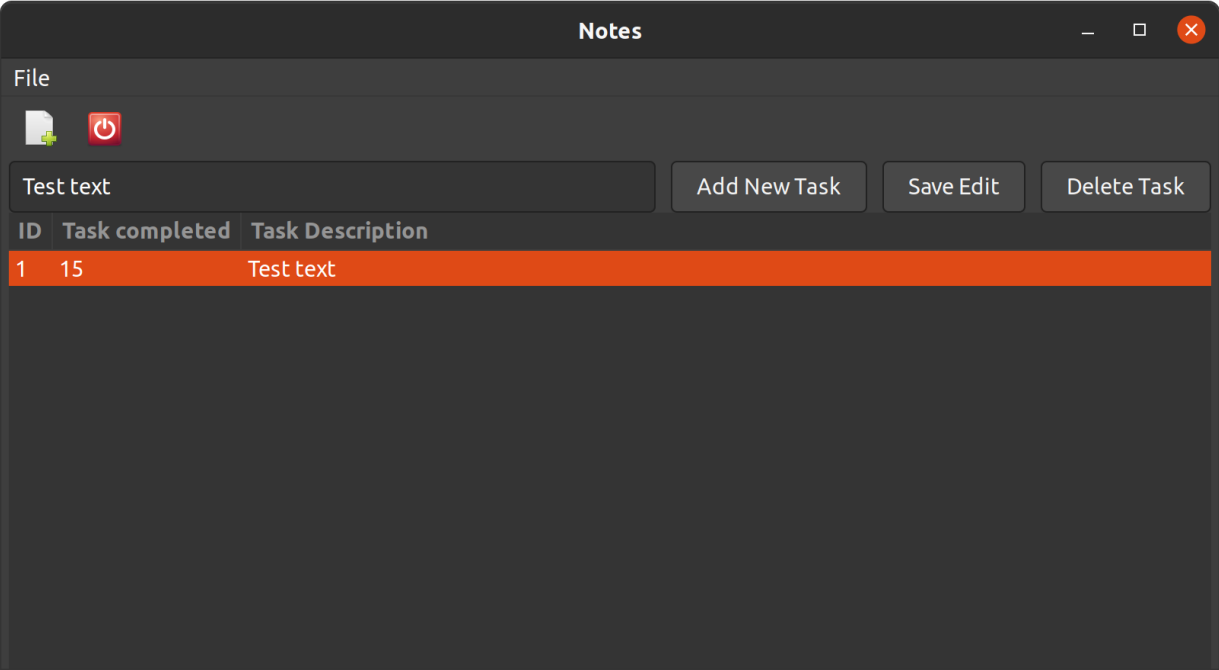 Notes
File
Test text Add New Task Save Edit Delete Task
ID Task completed Task Description
1 15 Test text